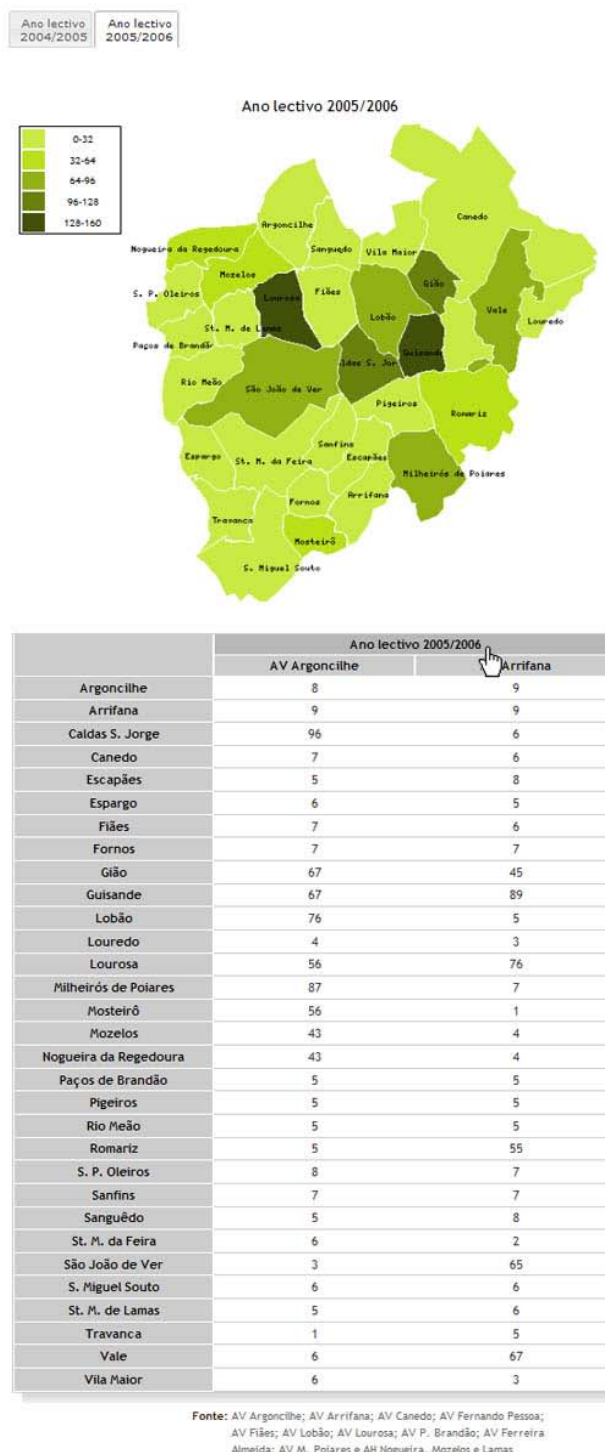 Ano lectivo Ano lectivo
2004/2005 2005/2006
Ano lectivo 2005/2006
0-32
32-64
64-96
96-128
128-160
Canedo
Argoncilhe
Nogueira da Regedoura Sanguedo Vila Maior
Mozelos
Gião
S. P. Oleiros Lourosa Fiães
Lobão Vale
St. M. de Lamas Louredo
Paços de Brandão Guisande
Caldas S. Jor
Rio Meão São João de Ver
Pigeiros
Romariz
Sanfins
Espargo St. M. da Feira Escapães
Milheirós de Poiares
Fornos Arrifana
Travanca
Mosteirô
S. Miguel Souto
Ano lectivo 2005/2006
AV Argoncilhe Arrifana
Argoncilhe 8 9
Arrifana 9 9
Caldas S. Jorge 96 6
Canedo 7 6
Escapães 5 8
Espargo 6 5
Fiães 7 6
Fornos 7 7
Gião 67 45
Guisande 67 89
Lobão 76 5
Louredo 4 3
Lourosa 56 76
Milheirós de Poiares 87 7
Mosteirô 56 1
Mozelos 43 4
Nogueira da Regedoura 43 4
Paços de Brandão 5 5
Pigeiros 5 5
Rio Meão 5 5
Romariz 5 55
S. P. Oleiros 8 7
Sanfins 7 7
Sanguêdo 5 8
St. M. da Feira 6 2
São João de Ver 3 65
S. Miguel Souto 6 6
St. M. de Lamas 5 6
Travanca 1 5
Vale 6 67
Vila Maior 6 3
Fonte: AV Argoncilhe; AV Arrifana; AV Canedo; AV Fernando Pessoa;
AV Fiães; AV Lobão; AV Lourosa; AV P. Brandão; AV Ferreira
Almeida; AV M. Poiares e AH Nogueira, Mozelos e Lamas